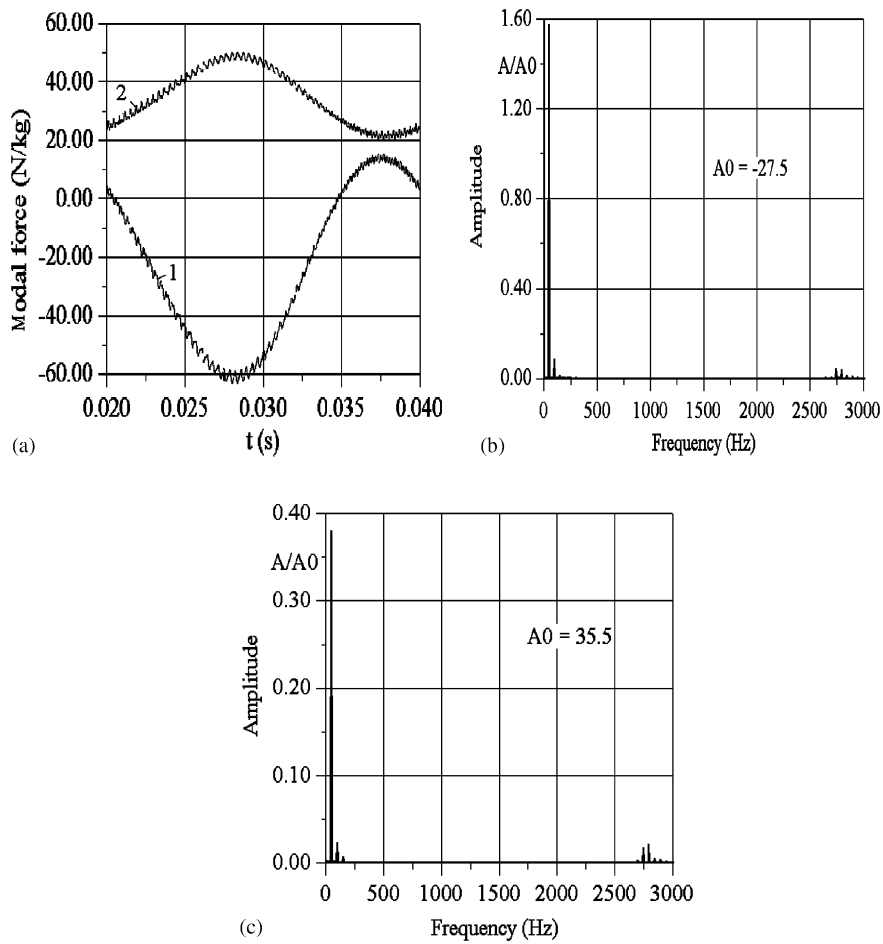 60.00
40.00
20.00
0.00
-20.00
-40.00
-60.00
Modal force (N/kg)
2
1
0.020 0.025 0.030 0.035 0.040
t (s)
(a)
1.60
A/A0
1.20
0.80
0.40
0.00
Amplitude
A0 = -27.5
0 500 1000 1500 2000 2500 3000
Frequency (Hz)
(b)
0.40
A/A0
0.30
0.20
0.10
0.00
Amplitude
A0 = 35.5
0 500 1000 1500 2000 2500 3000
Frequency (Hz)
(c)